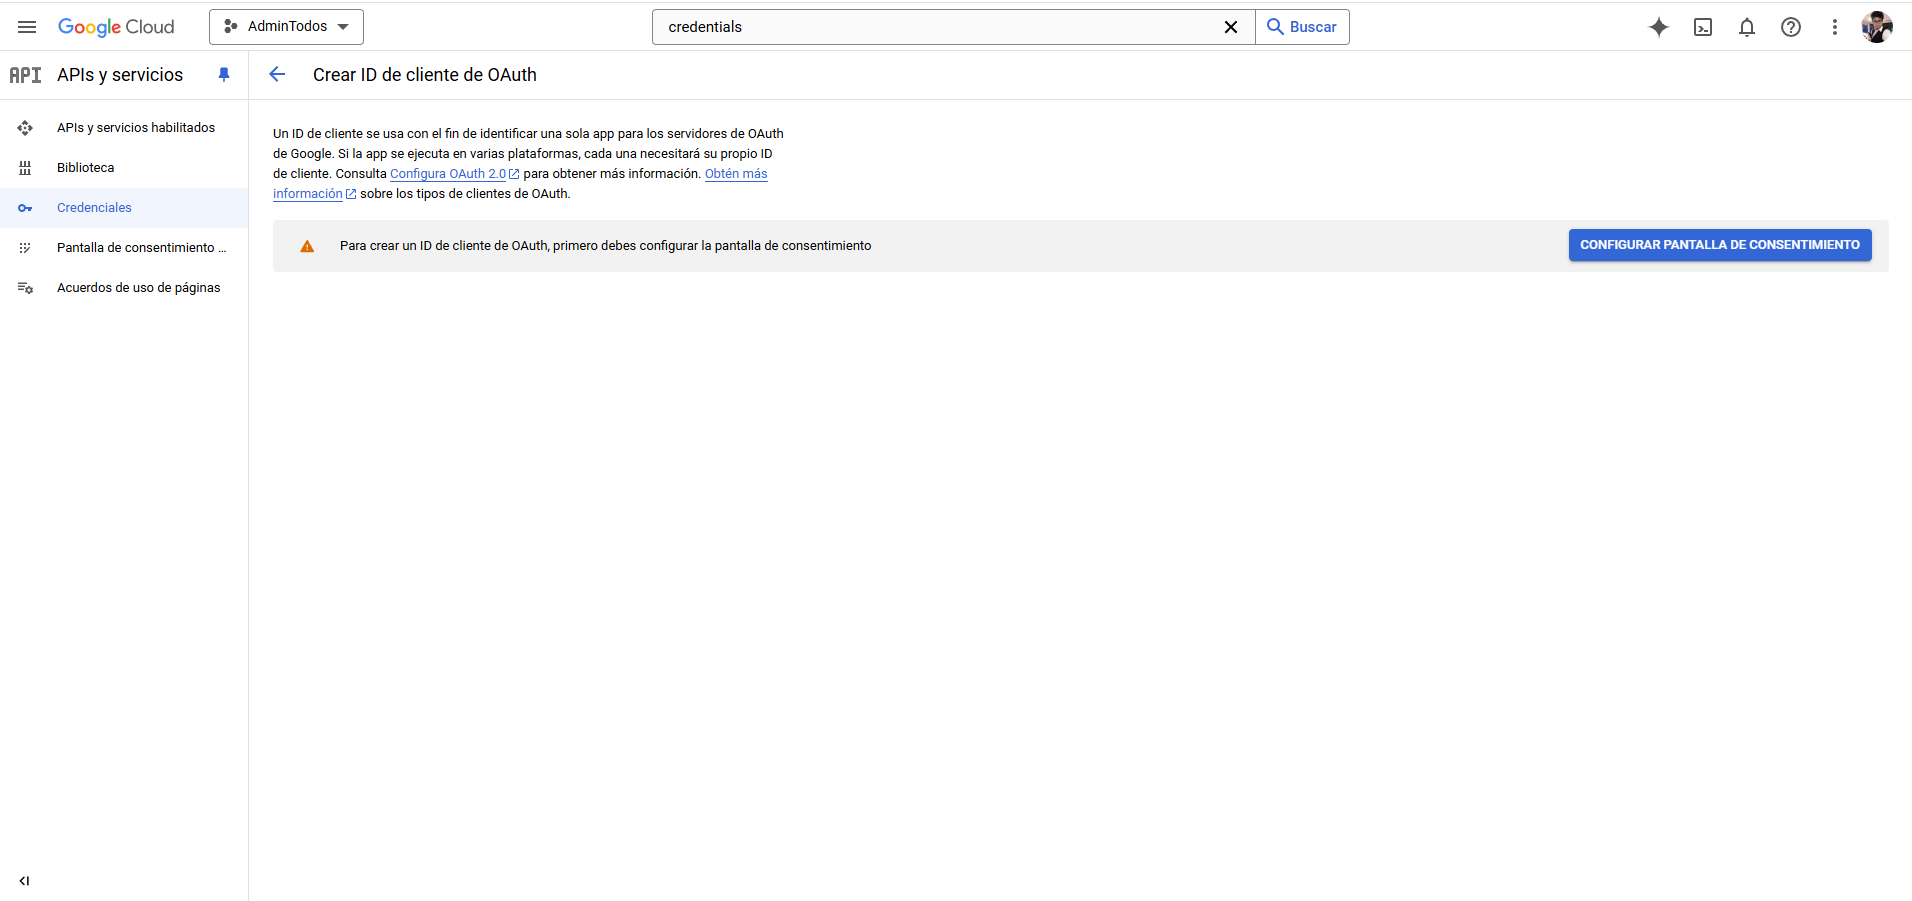 Google Cloud
AdminTodos
credentials
Buscar
API
APIs y servicios
Crear ID de cliente de OAuth
APIs y servicios habilitados
Biblioteca
Credenciales
Pantalla de consentimiento ...
Acuerdos de uso de páginas
Un ID de cliente se usa con el fin de identificar una sola app para los servidores de OAuth
de Google. Si la app se ejecuta en varias plataformas, cada una necesitará su propio ID
de cliente. Consulta Configura OAuth 2.0 para obtener más información. Obtén más
información sobre los tipos de clientes de OAuth.
Para crear un ID de cliente de OAuth, primero debes configurar la pantalla de consentimiento
CONFIGURAR PANTALLA DE CONSENTIMIENTO